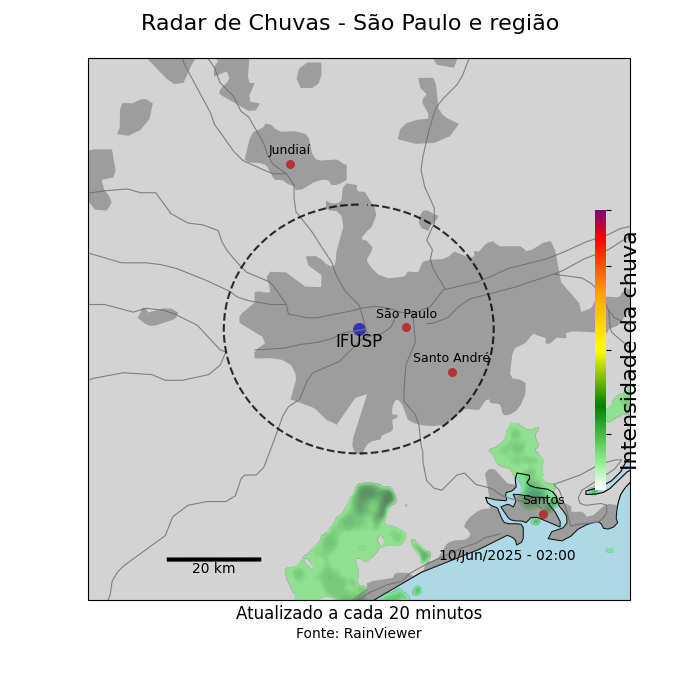 Radar de Chuvas - São Paulo e região
Jundiaí
São Paulo
IFUSP
Santo André
Intensidade da chuva
Santos
10/Jun/2025 - 02:00
20 km
Atualizado a cada 20 minutos
Fonte: RainViewer